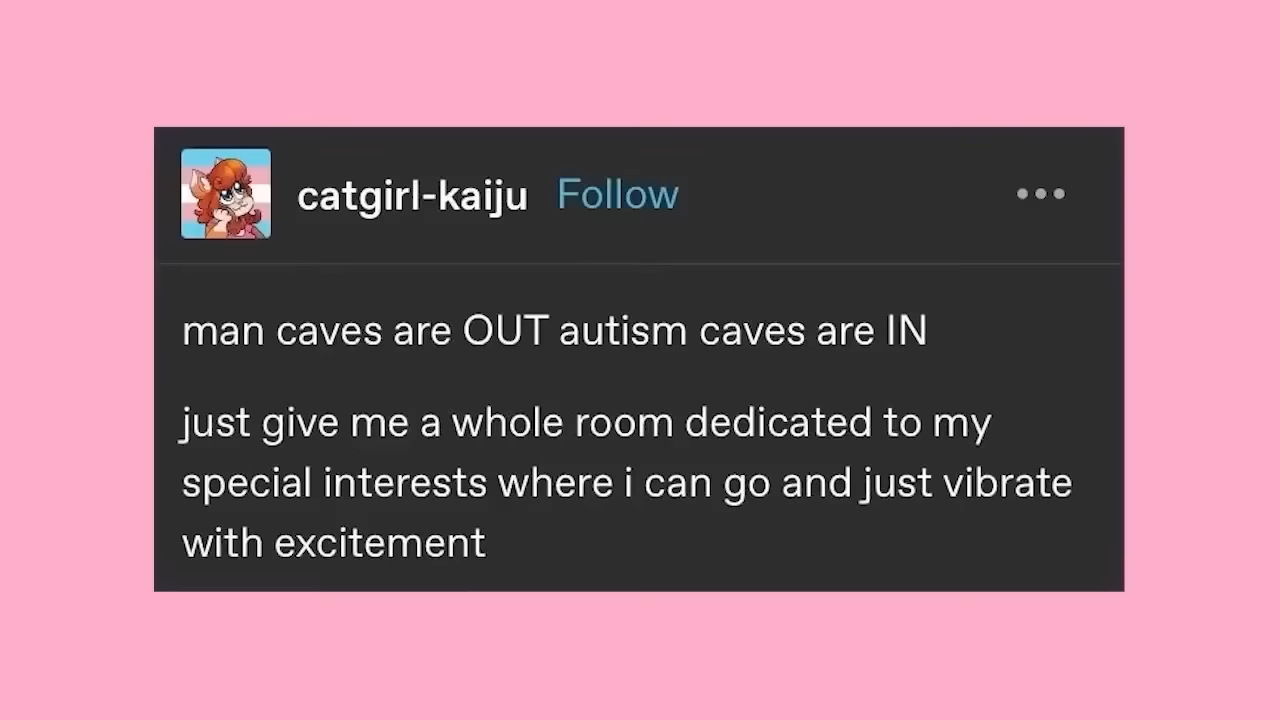 catgirl-kaiju Follow
man caves are OUT autism caves are IN
just give me a whole room dedicated to my
special interests where i can go and just vibrate
with excitement